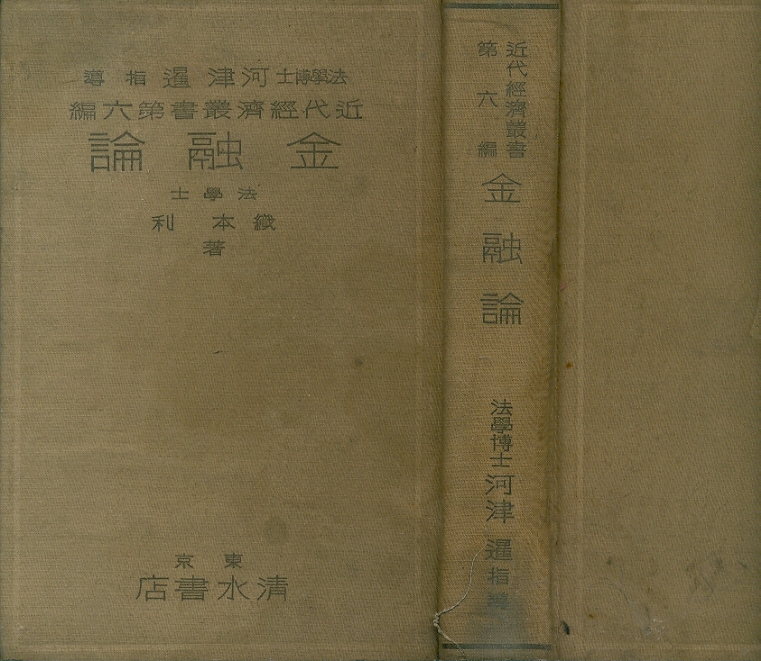 法學博士河津暹指導
近代經濟叢書第六編
金融論
法學士
織本利
著
東京
清水書店
近代經濟叢書
第六編
金融論
法學博士河津暹指導